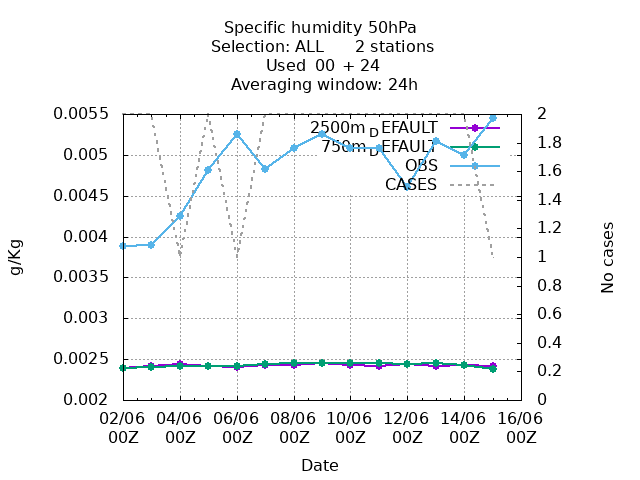 Specific humidity 50hPa
Selection: ALL 2 stations
Used 00 + 24
Averaging window: 24h
0.0055
0.005
0.0045
0.004
0.0035
0.003
0.0025
0.002
g/Kg
2500m DEFAULT
750m DEFAULT
OBS
CASES
2
1.8
1.6
1.4
1.2
1
0.8
0.6
0.4
0.2
0
No cases
02/06 04/06 06/06 08/06 10/06 12/06 14/06 16/06
00Z 00Z 00Z 00Z 00Z 00Z 00Z 00Z
Date